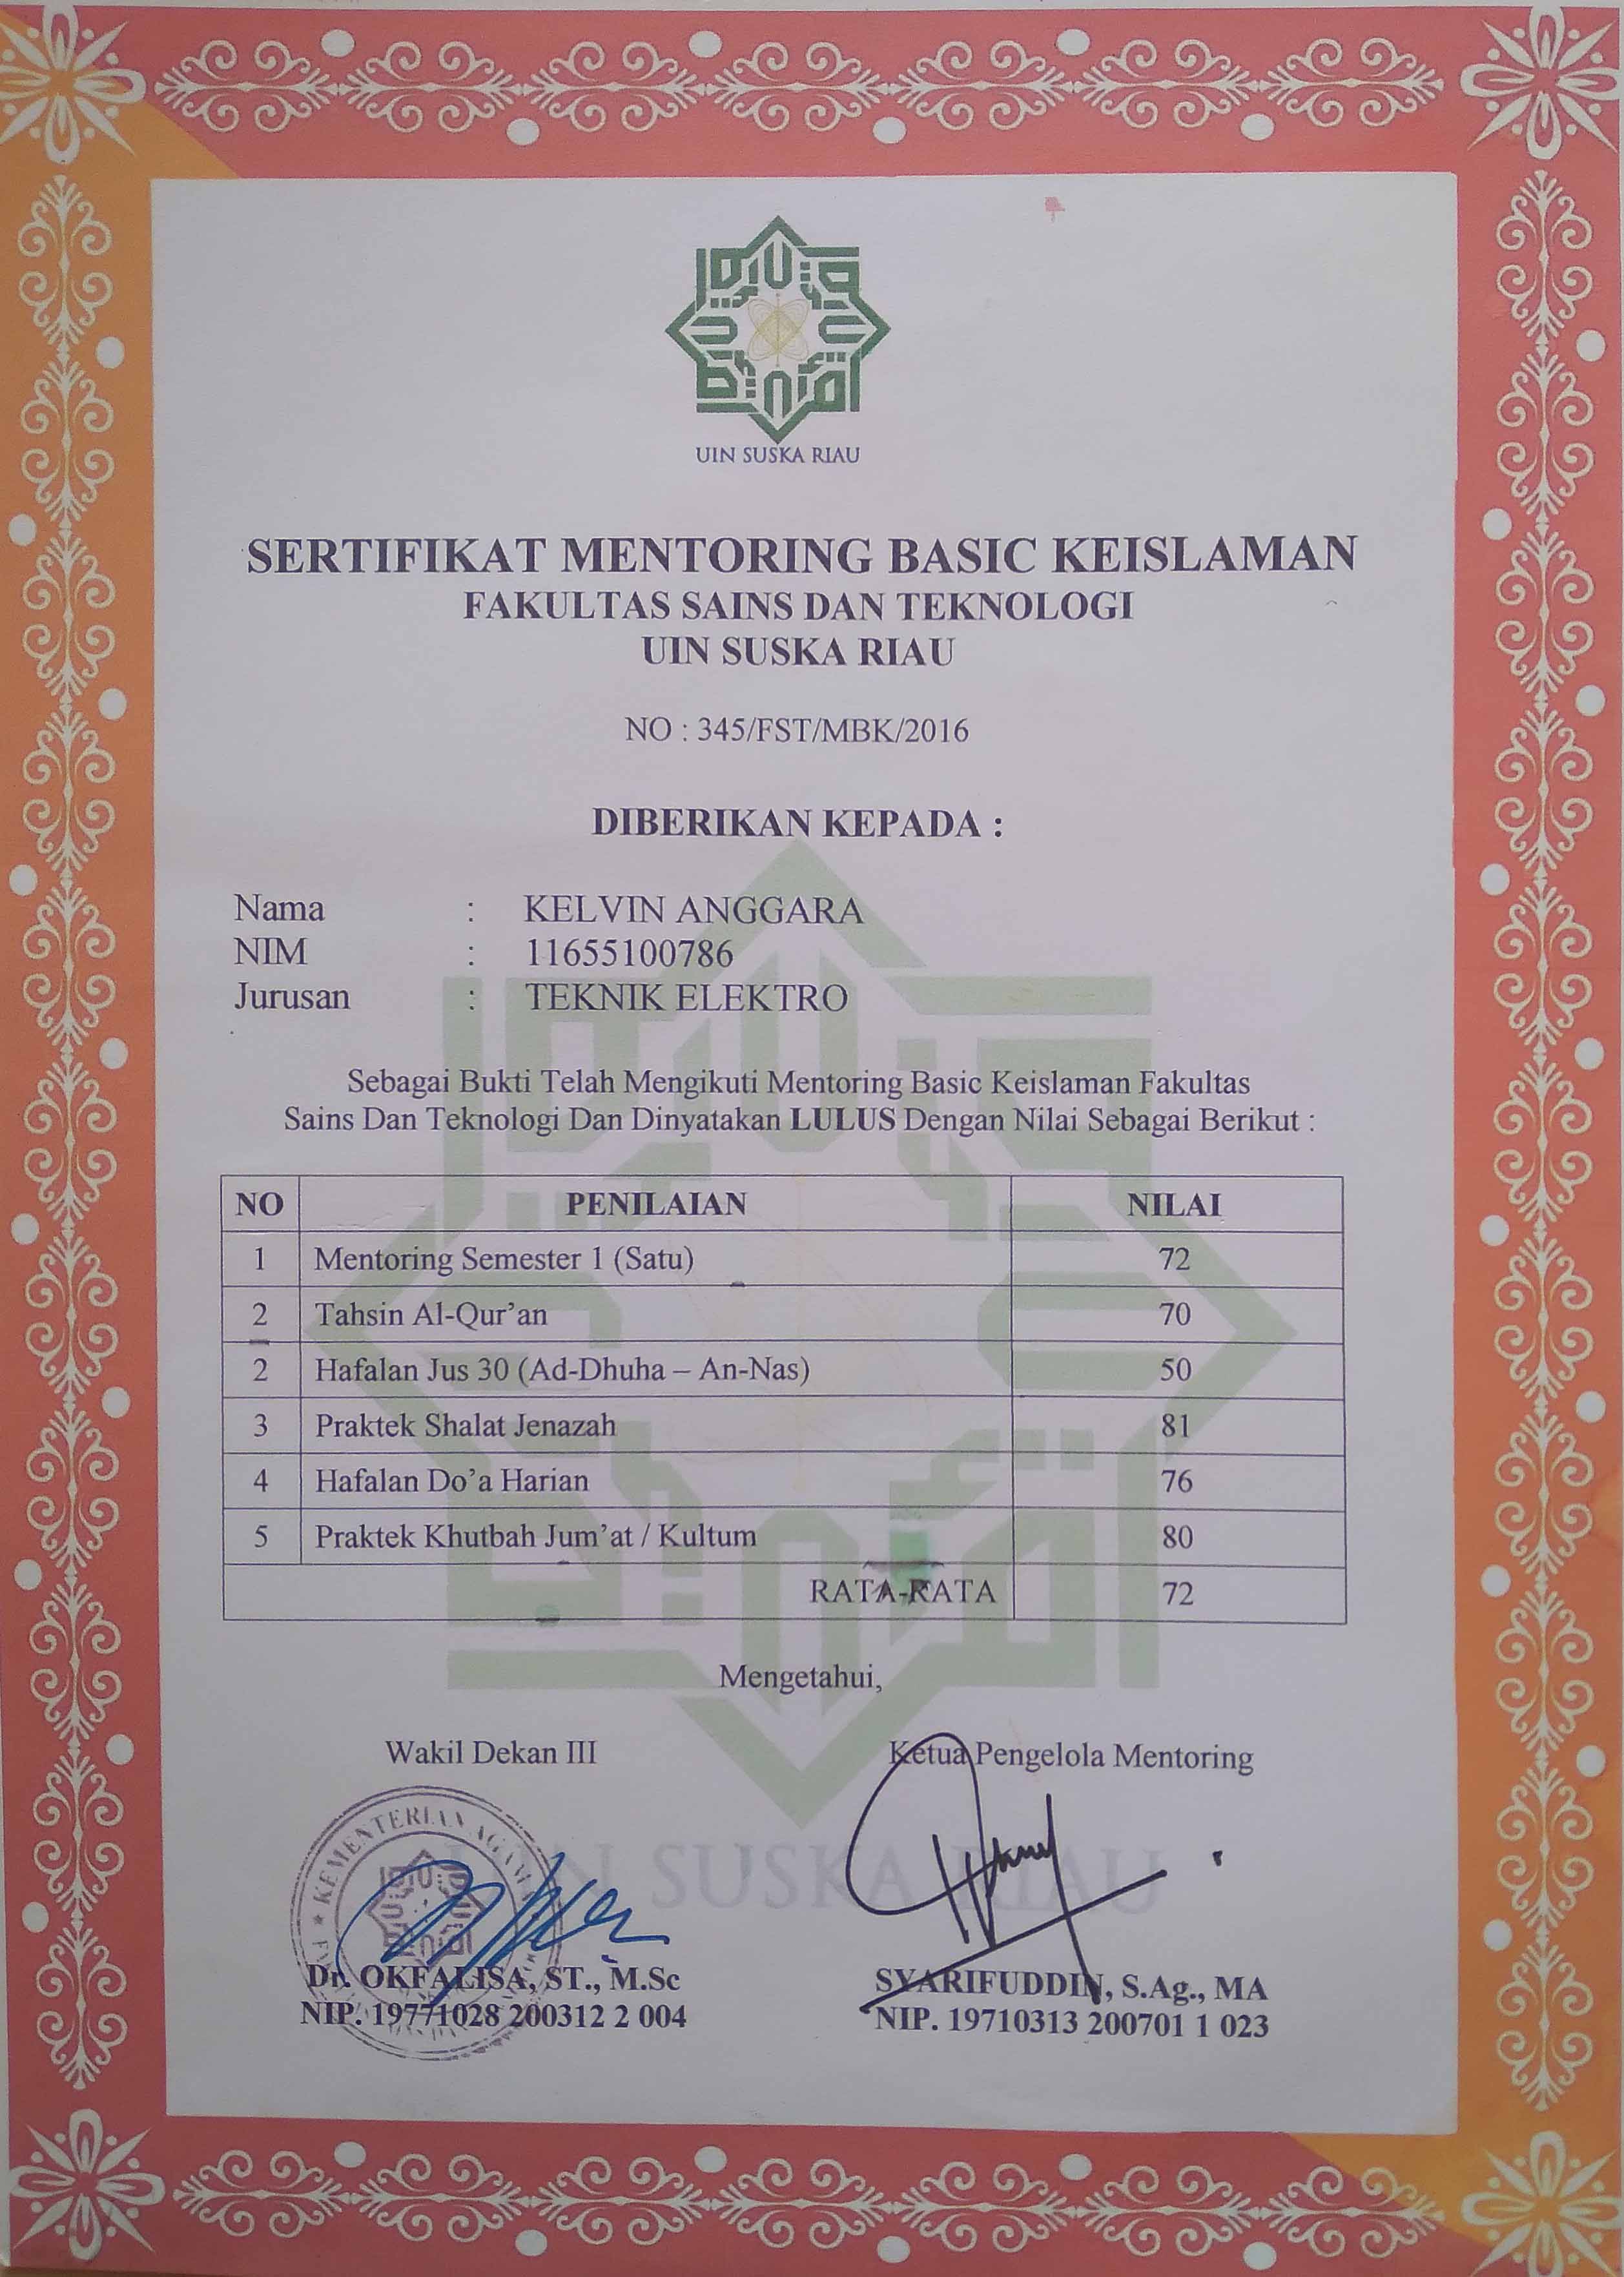 UIN SUSKA RIAU
SERTIFIKAT MENTORING BASIC KEISLAMAN
FAKULTAS SAINS DAN TEKNOLOGI
UIN SUSKA RIAU
NO : 345/FST/MBK/2016
DIBERIKAN KEPADA :
Nama : KELVIN ANGGARA
NIM : 11655100786
Jurusan : TEKNIK ELEKTRO
Sebagai Bukti Telah Mengikuti Mentoring Basic Keislaman Fakultas
Sains Dan Teknologi Dan Dinyatakan LULUS Dengan Nilai Sebagai Berikut :
NO PENILAIAN NILAI
1 Mentoring Semester 1 (Satu) 72
2 Tahsin Al-Qur’an 70
2 Hafalan Jus 30 (Ad-Dhuha – An-Nas) 50
3 Praktek Shalat Jenazah 81
4 Hafalan Do’a Harian 76
5 Praktek Khutbah Jum’at / Kultum 80
RATA-RATA 72
Mengetahui,
Wakil Dekan III Ketua Pengelola Mentoring
KEMENTERIAN AGAMA
UIN SUSKA RIAU
Dr. OKFALISA, ST., M.Sc SYARIFUDDIN, S.Ag., MA
NIP. 19771028 200312 2 004 NIP. 19710313 200701 1 023